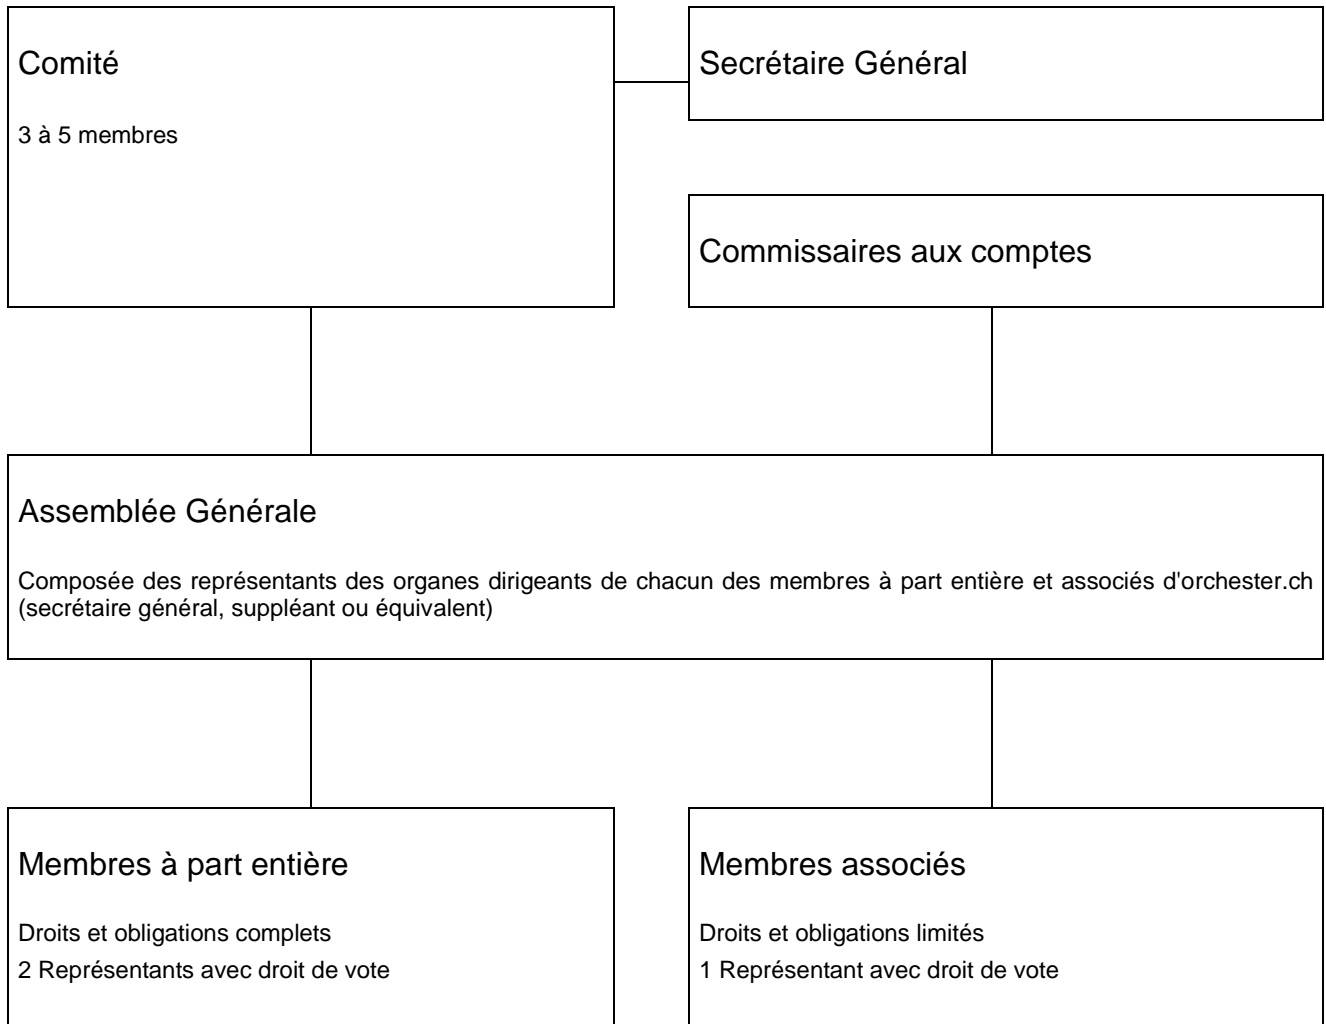 Comité
3 à 5 membres
Secrétaire Général
Commissaires aux comptes
Assemblée Générale
Composée des représentants des organes dirigeants de chacun des membres à part entière et associés d'orchester.ch
(secrétaire général, suppléant ou équivalent)
Membres à part entière
Droits et obligations complets
2 Représentants avec droit de vote
Membres associés
Droits et obligations limités
1 Représentant avec droit de vote